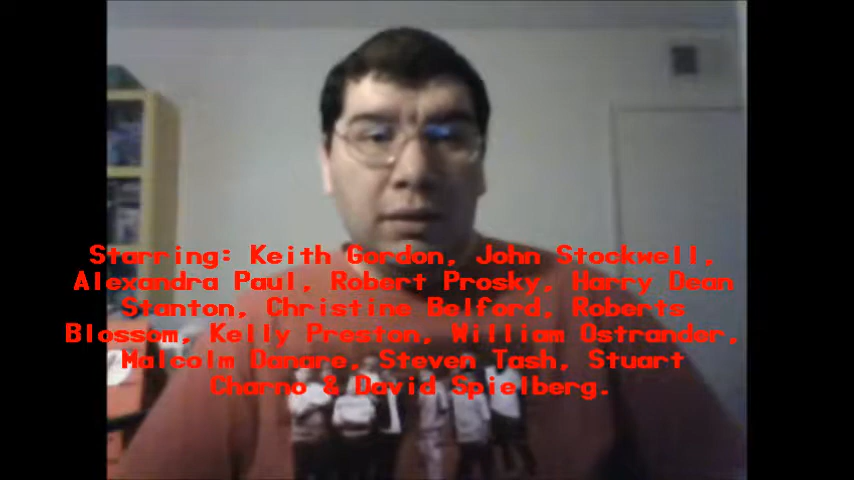 Starring: Keith Gordon, John Stockwell,
Alexandra Paul, Robert Prosky, Harry Dean
Stanton, Christine Belford, Roberts
Blossom, Kelly Preston, William Ostrander,
Malcolm Danare, Steven Tash, Stuart
Charno & David Spielberg.